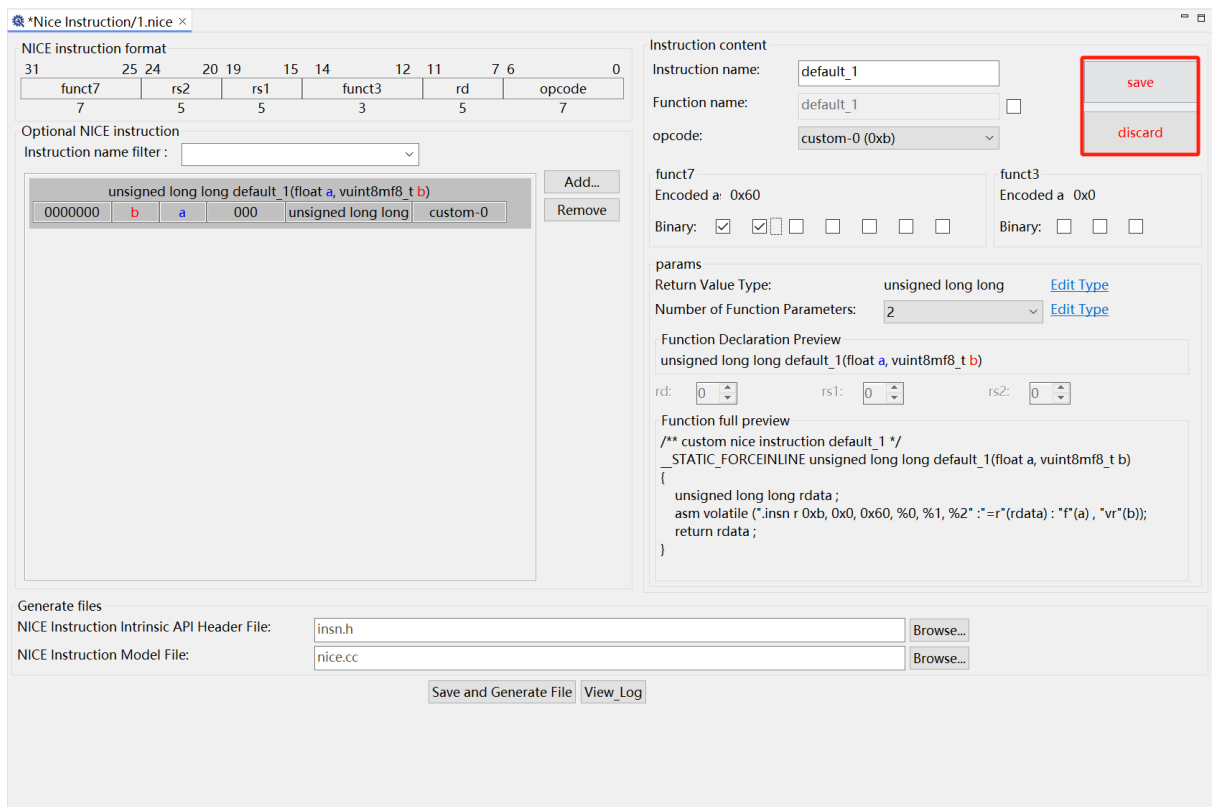 *Nice Instruction/1.nice ×
NICE instruction format
31 25 24 20 19 15 14 12 11 7 6 0
funct7 rs2 rs1 funct3 rd opcode
7 5 5 3 5 7
Optional NICE instruction
Instruction name filter :
unsigned long long default_1(float a, vuint8mf8_t b)
0000000 b a 000 unsigned long long custom-0
Add...
Remove
Instruction content
Instruction name: default_1
Function name: default_1
opcode: custom-0 (0xb)
save
discard
funct7
Encoded a: 0x60
Binary:
funct3
Encoded a 0x0
Binary:
params
Return Value Type: unsigned long long Edit Type
Number of Function Parameters: 2 Edit Type
Function Declaration Preview
unsigned long long default_1(float a, vuint8mf8_t b)
rd: 0 rs1: 0 rs2: 0
Function full preview
/** custom nice instruction default_1 */
__STATIC_FORCEINLINE unsigned long long default_1(float a, vuint8mf8_t b)
{
unsigned long long rdata ;
asm volatile (".insn r 0xb, 0x0, 0x60, %0, %1, %2" :"=r"(rdata) : "f"(a) , "vr"(b));
return rdata ;
}
Generate files
NICE Instruction Intrinsic API Header File: insn.h Browse...
NICE Instruction Model File: nice.cc Browse...
Save and Generate File View_Log